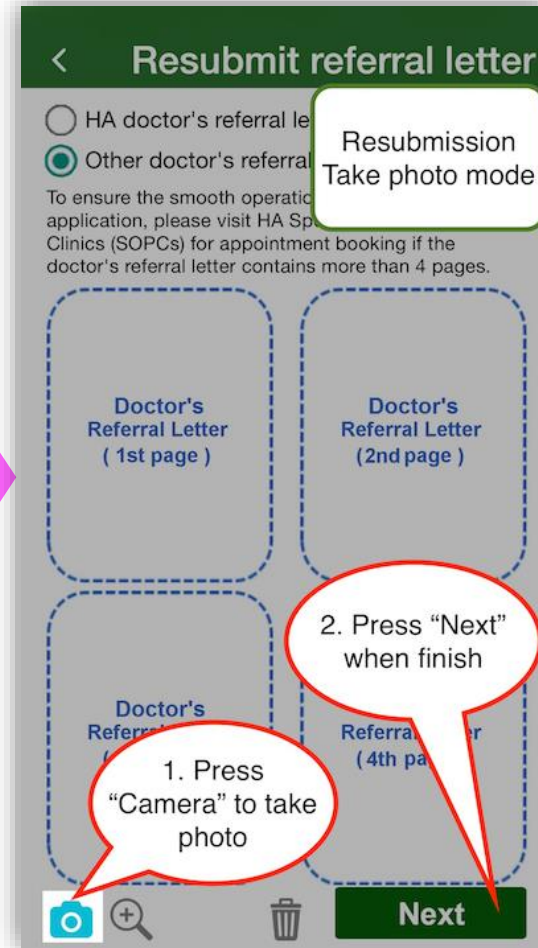 Resubmit referral letter
HA doctor's referral le
Resubmission
Take photo mode
Other doctor's referral
To ensure the smooth operatio
application, please visit HA Sp
Clinics (SOPCs) for appointment booking if the
doctor's referral letter contains more than 4 pages.
Doctor's
Referral Letter
( 1st page )
Doctor's
Referral Letter
(2nd page )
2. Press “Next”
when finish
Doctor's
Refer
1. Press
“Camera” to take
photo
Referra er
( 4th pa
Next